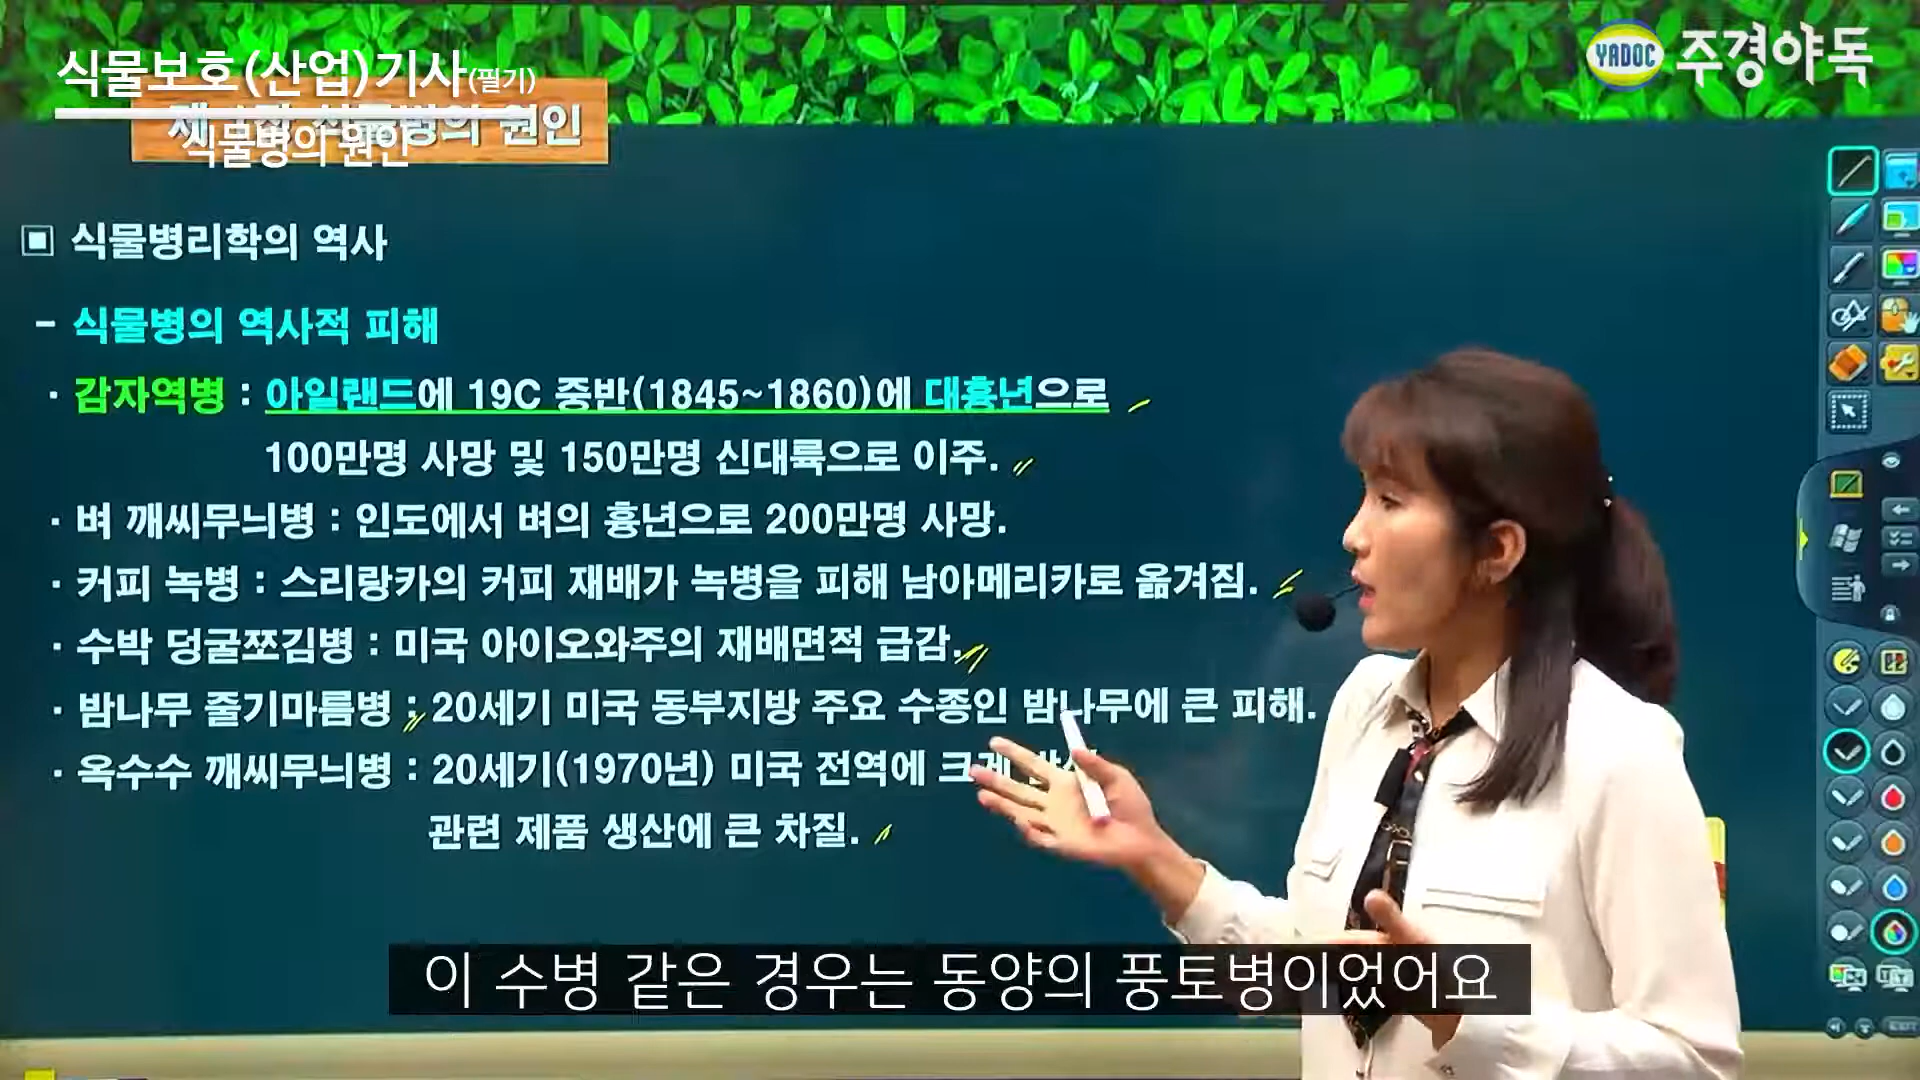 식물보호(산업)기사(필기)
YADOC 주경야독
식물병의 원인
식물병의 원인
▣ 식물병리학의 역사
- 식물병의 역사적 피해
· 감자역병 : 아일랜드에 19C 중반(1845~1860)에 대흉년으로
100만명 사망 및 150만명 신대륙으로 이주.
· 벼 깨씨무늬병 : 인도에서 벼의 흉년으로 200만명 사망.
· 커피 녹병 : 스리랑카의 커피 재배가 녹병을 피해 남아메리카로 옮겨짐.
· 수박 덩굴쪼김병 : 미국 아이오와주의 재배면적 급감.
· 밤나무 줄기마름병 : 20세기 미국 동부지방 주요 수종인 밤나무에 큰 피해.
· 옥수수 깨씨무늬병 : 20세기(1970년) 미국 전역에 크게
관련 제품 생산에 큰 차질.
이 수병 같은 경우는 동양의 풍토병이었어요